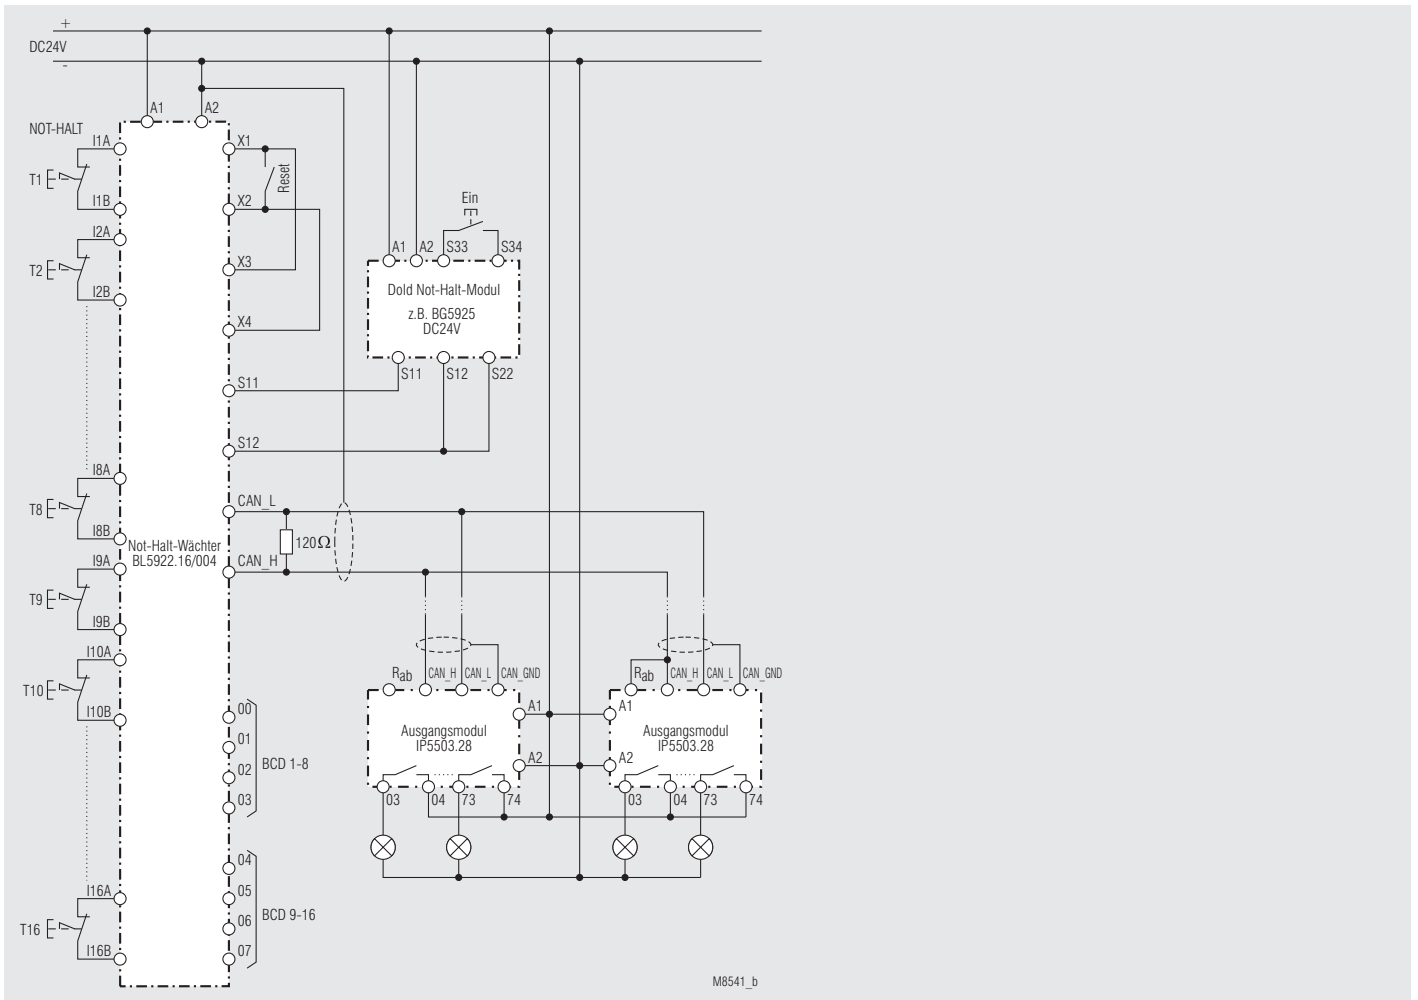 +
DC24V
-
A1
A2
NOT-HALT
I1A
X1
T1
Reset
I1B
X2
I2A
T2
X3
I2B
X4
Ein
A1
A2
S33
S34
Dold Not-Halt-Modul
z.B. BG5925
DC24V
S11
S12
S22
S11
S12
I8A
T8
I8B
CAN_L
120Ω
Not-Halt-Wächter
BL5922.16/004
CAN_H
I9A
T9
I9B
I10A
T10
I10B
Rab
CAN_H
CAN_L
CAN_GND
Rab
CAN_H
CAN_L
CAN_GND
A1
A1
Ausgangsmodul
IP5503.28
Ausgangsmodul
IP5503.28
A2
A2
03
04
73
74
03
04
73
74
00
01
02
03
BCD 1-8
04
05
06
07
BCD 9-16
I16A
T16
I16B
M8541_b